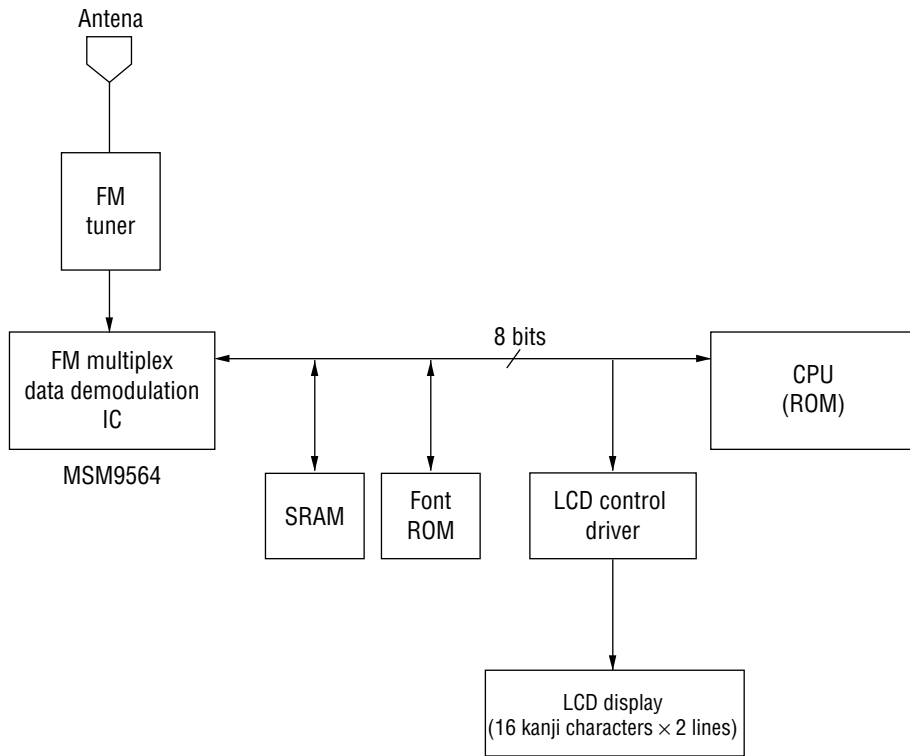 Antena
FM
tuner
FM multiplex
data demodulation
IC
MSM9564
8 bits
CPU
(ROM)
SRAM
Font
ROM
LCD control
driver
LCD display
(16 kanji characters × 2 lines)